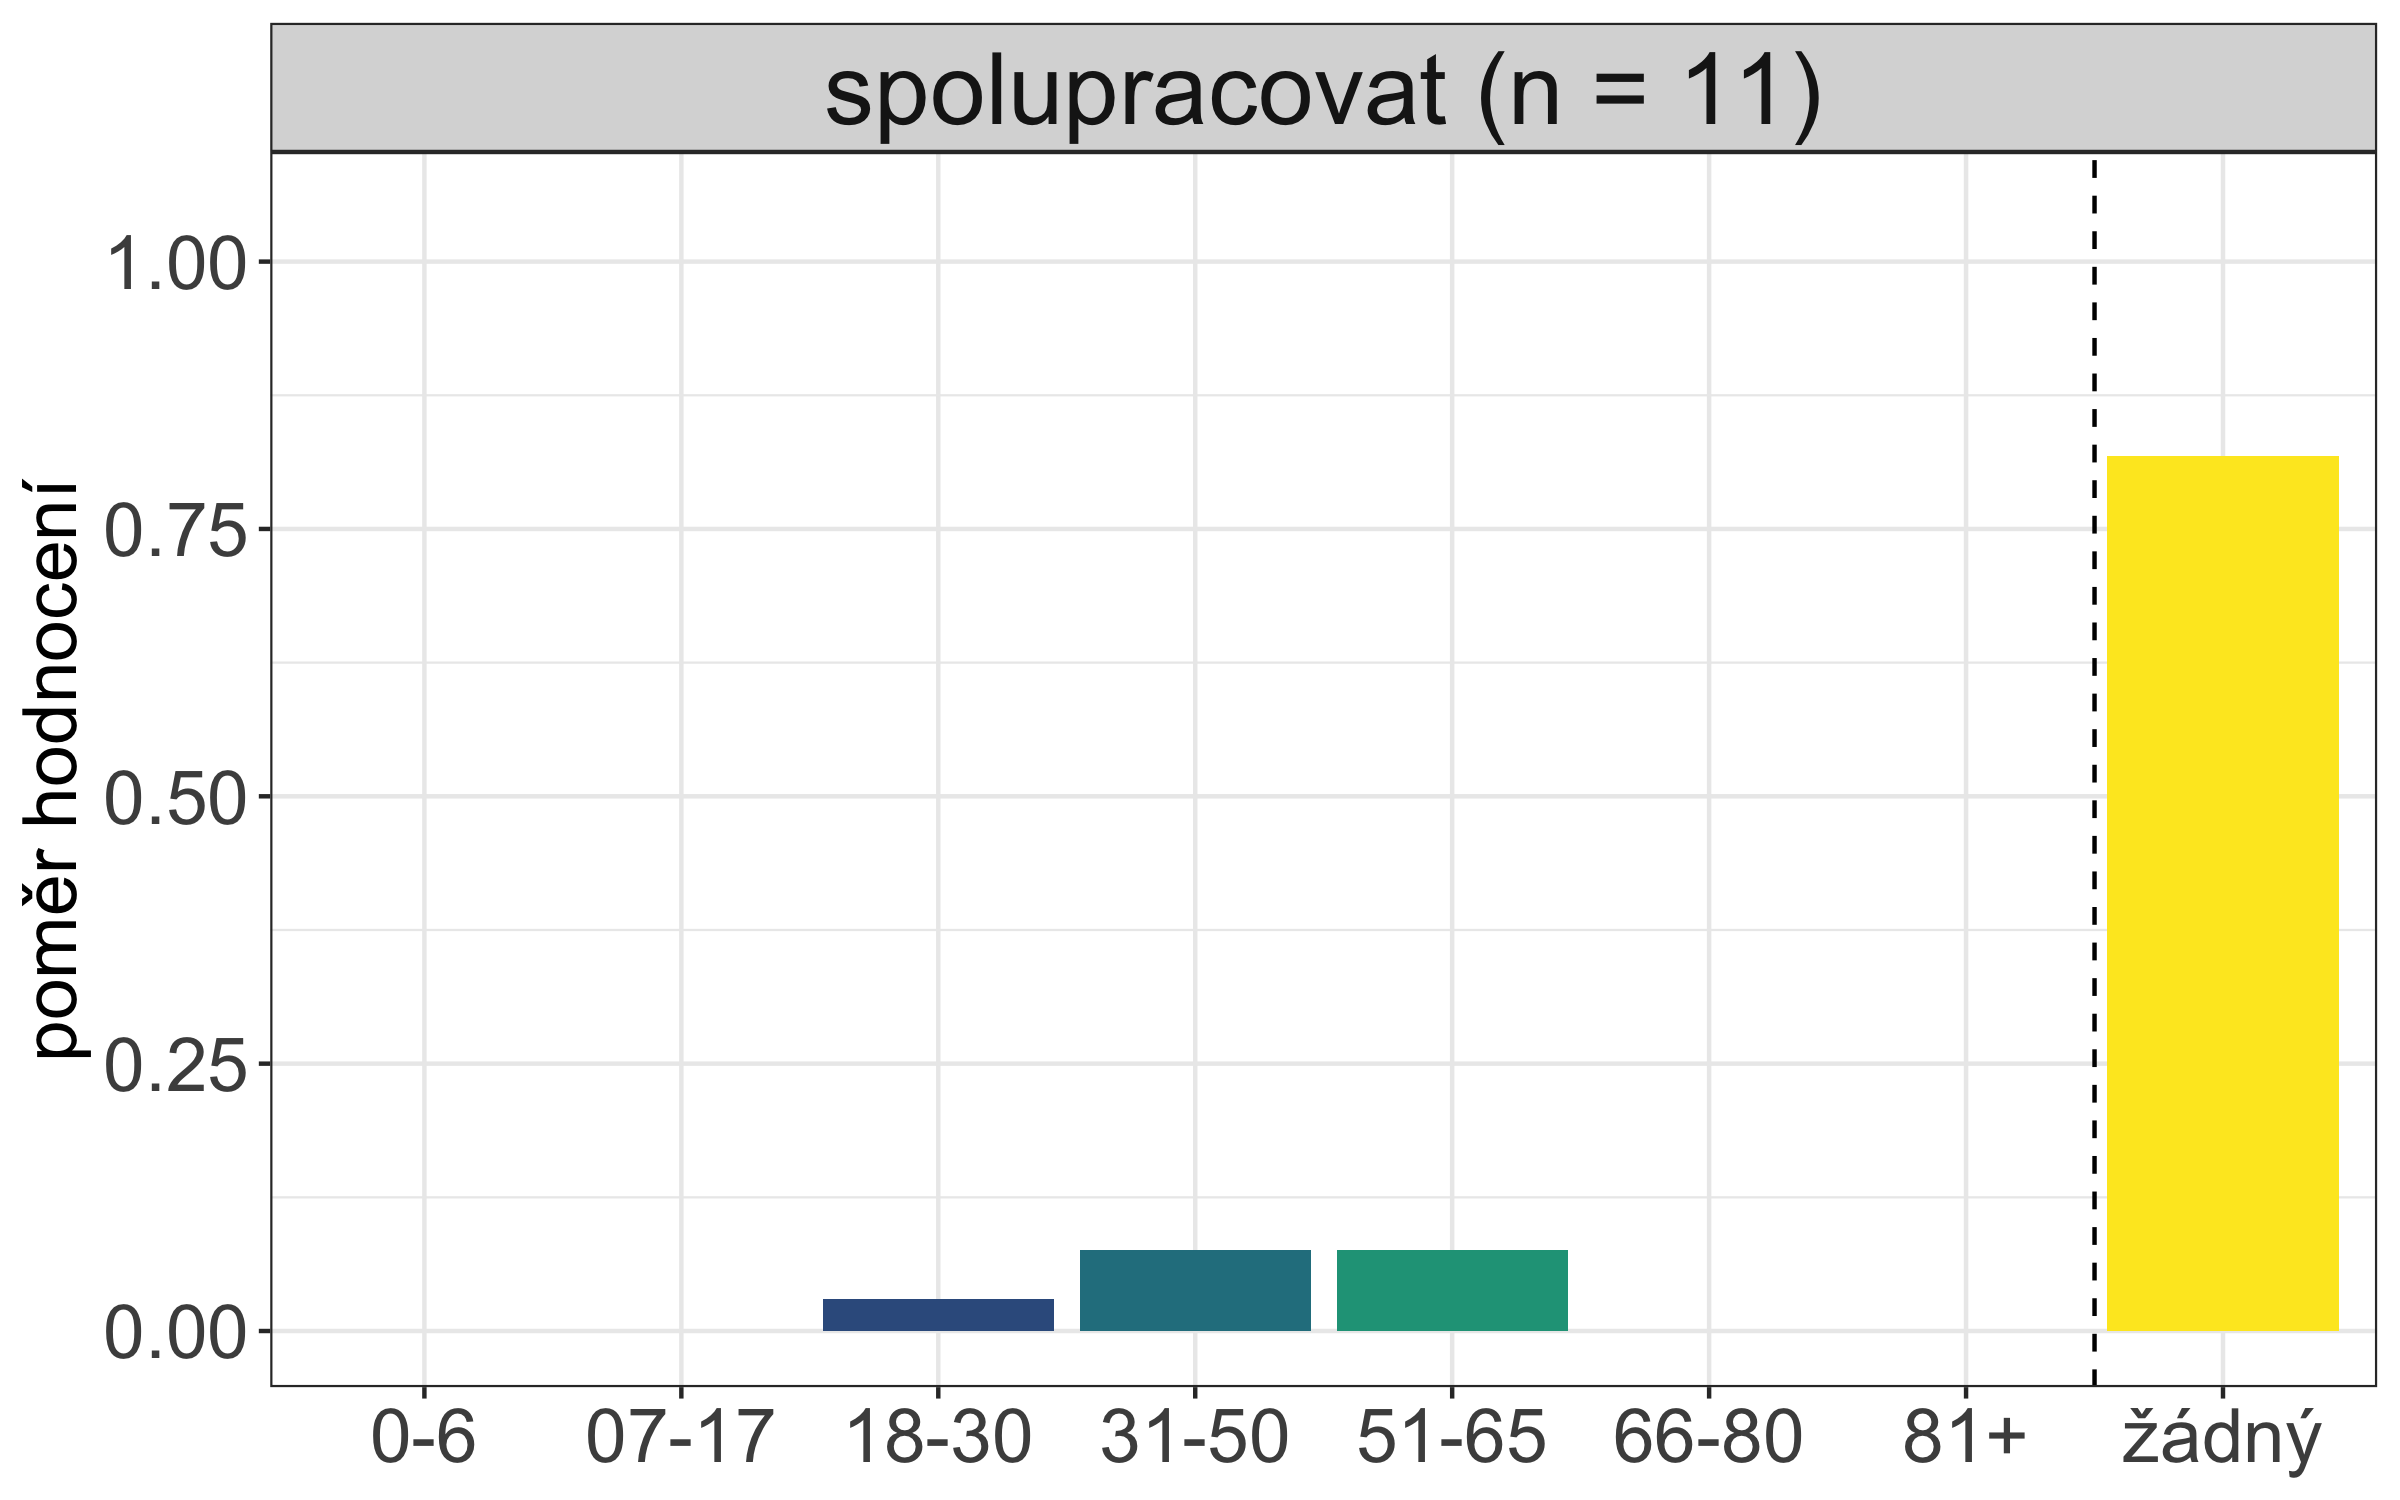 spolupracovat (n = 11)
poměr hodnocení
1.00
0.75
0.50
0.25
0.00
0-6 07-17 18-30 31-50 51-65 66-80 81+ žádný